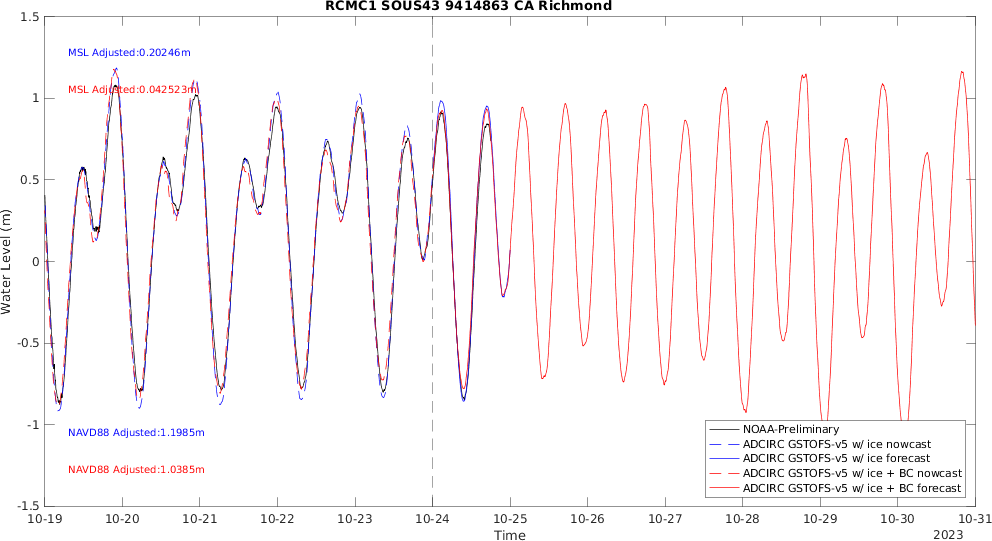 RCMC1 SOUS43 9414863 CA Richmond
1.5
MSL Adjusted:0.20246m
MSL Adjusted:0.042523m
1
0.5
Water Level (m)
0
-0.5
-1
NAVD88 Adjusted:1.1985m
NAVD88 Adjusted:1.0385m
-1.5
NOAA-Preliminary
ADCIRC GSTOFS-v5 w/ ice nowcast
ADCIRC GSTOFS-v5 w/ ice forecast
ADCIRC GSTOFS-v5 w/ ice + BC nowcast
ADCIRC GSTOFS-v5 w/ ice + BC forecast
10-19 10-20 10-21 10-22 10-23 10-24 10-25 10-26 10-27 10-28 10-29 10-30 10-31
Time
2023